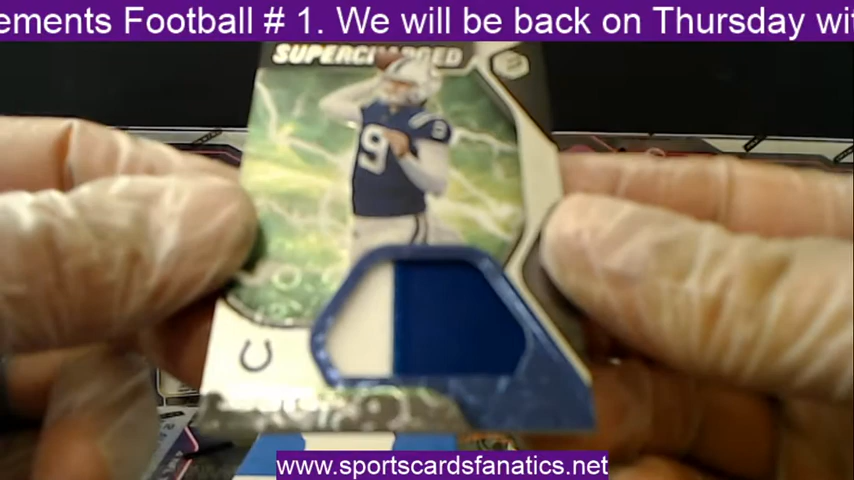 ements Football # 1. We will be back on Thursday wit
SUPERCHARGED
9
www.sportscardsfanatics.net